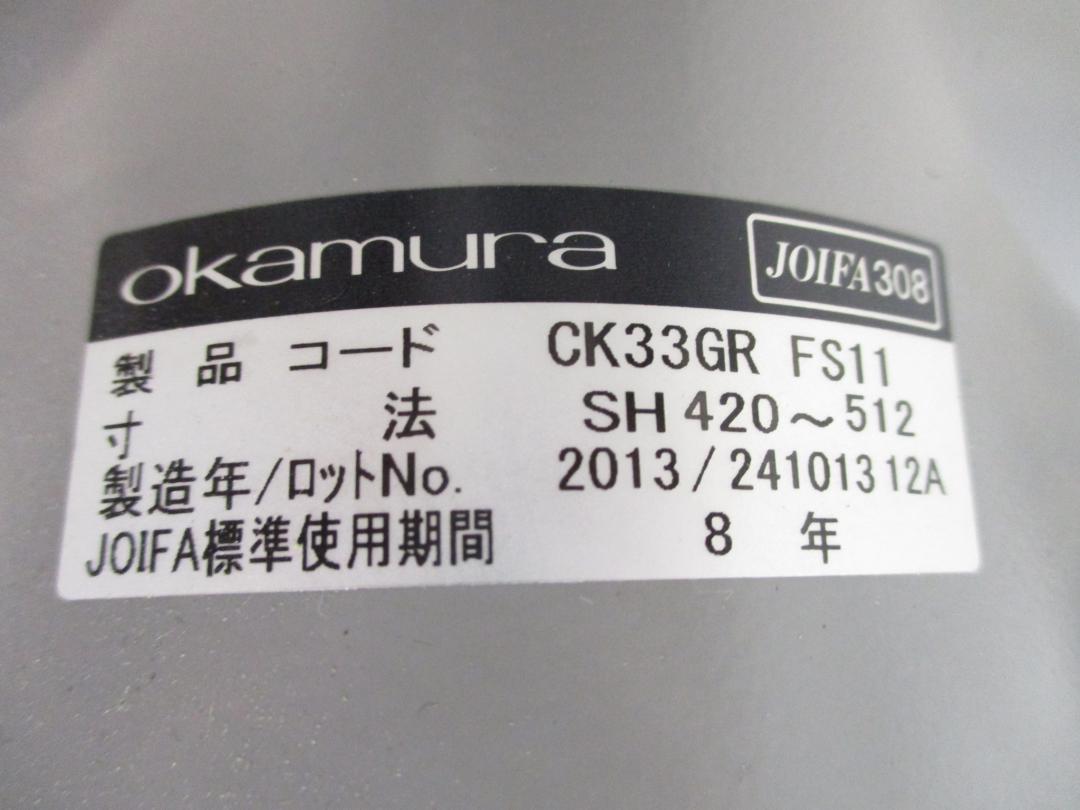 okamura JOIFA308
製品コード CK33GR FS11
寸法 SH 420～512
製造年/ロットNo. 2013/24101312A
JOIFA標準使用期間 8年